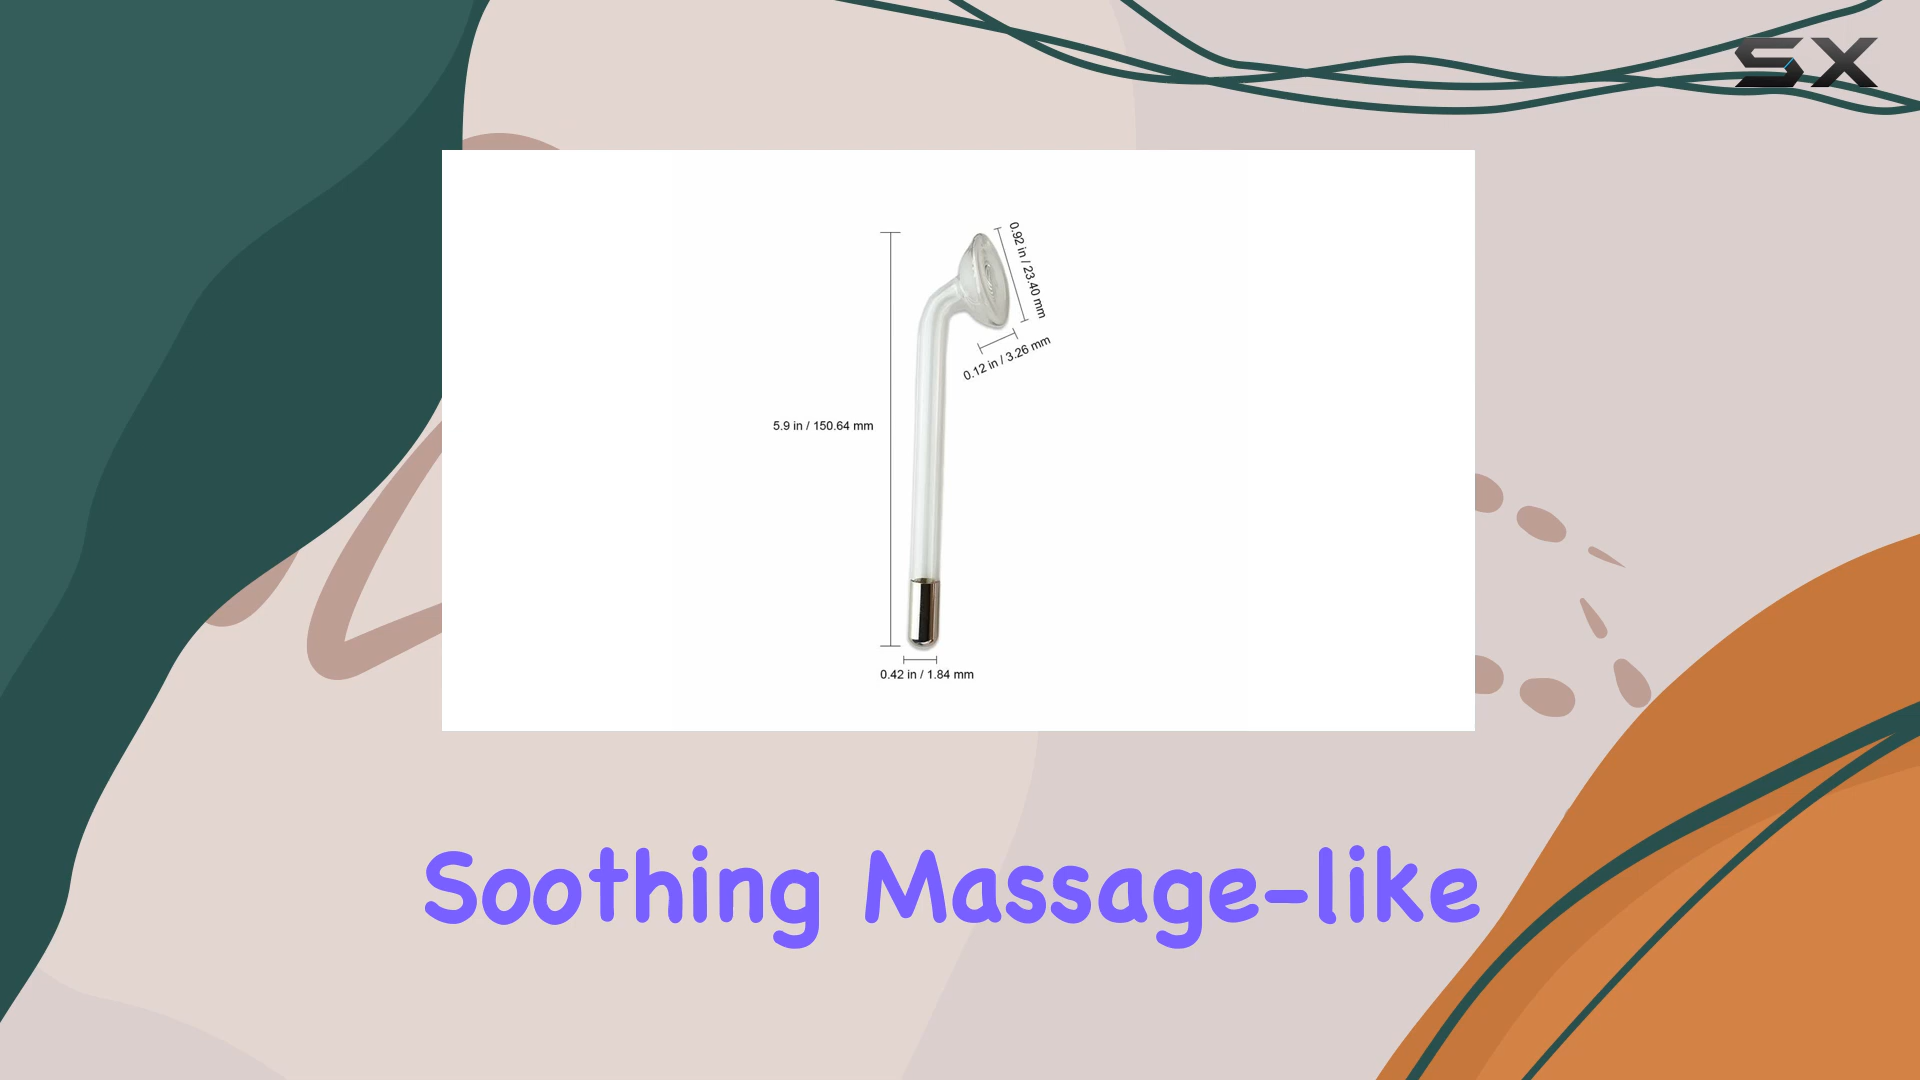 SX
0.92 in / 23.40 mm
0.12 in / 3.26 mm
5.9 in / 150.64 mm
0.42 in / 1.84 mm
Soothing Massage-like